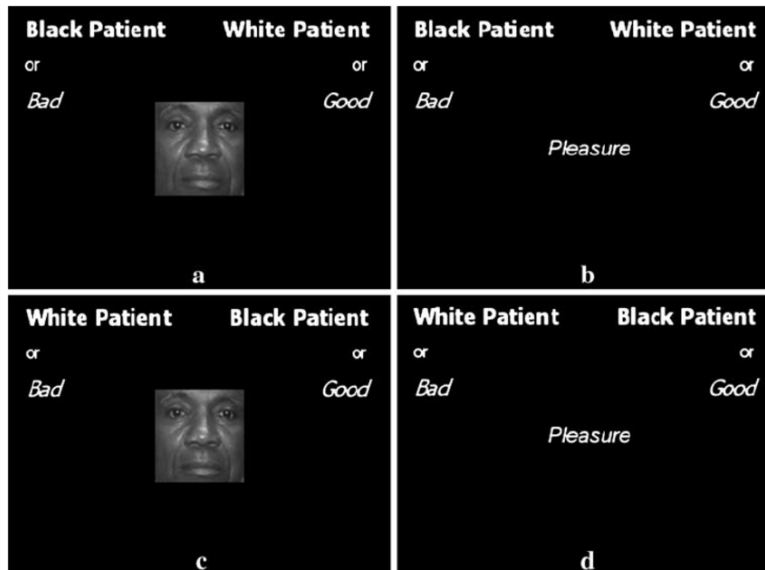 Black Patient White Patient
or or
Bad Good
a
Black Patient White Patient
or or
Bad Good
Pleasure
b
White Patient Black Patient
or or
Bad Good
c
White Patient Black Patient
or or
Bad Good
Pleasure
d